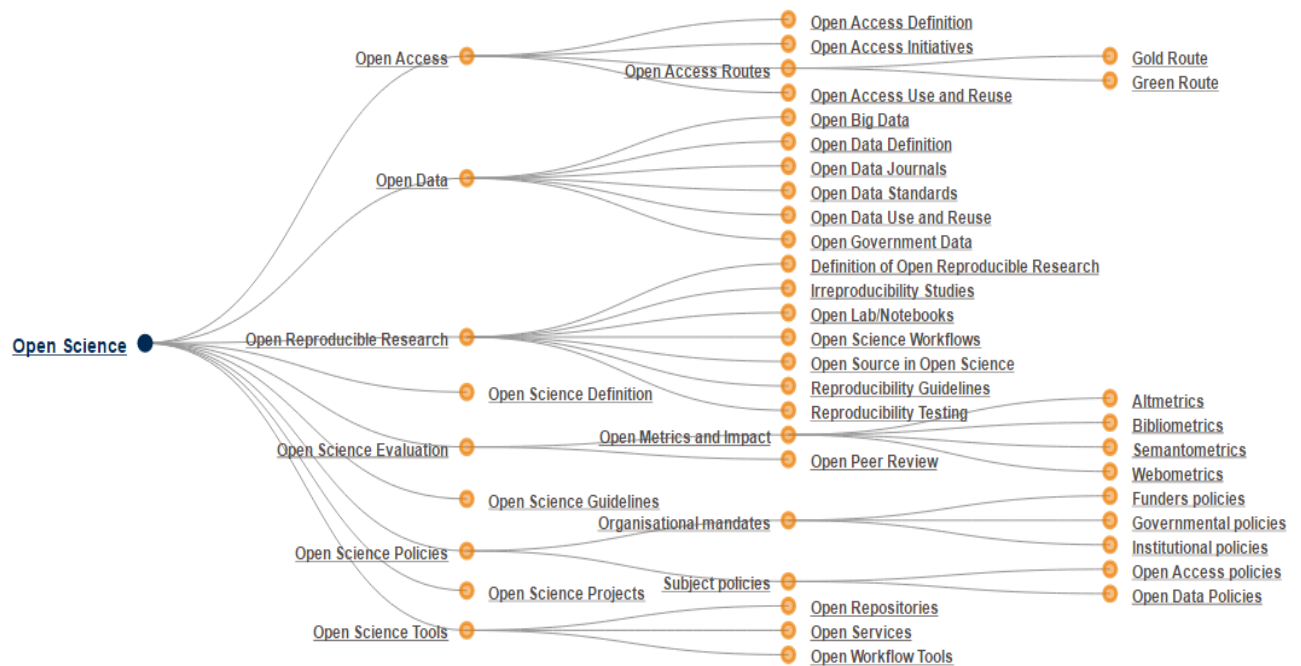 Open Science
Open Access
Open Access Definition
Open Access Initiatives
Open Access Routes
Gold Route
Green Route
Open Access Use and Reuse
Open Data
Open Big Data
Open Data Definition
Open Data Journals
Open Data Standards
Open Data Use and Reuse
Open Government Data
Open Reproducible Research
Definition of Open Reproducible Research
Irreproducibility Studies
Open Lab/Notebooks
Open Science Workflows
Open Source in Open Science
Reproducibility Guidelines
Reproducibility Testing
Open Science Definition
Open Science Evaluation
Open Metrics and Impact
Altmetrics
Bibliometrics
Semantometrics
Webometrics
Open Peer Review
Open Science Guidelines
Open Science Policies
Organisational mandates
Funders policies
Governmental policies
Institutional policies
Subject policies
Open Access policies
Open Data Policies
Open Science Projects
Open Science Tools
Open Repositories
Open Services
Open Workflow Tools